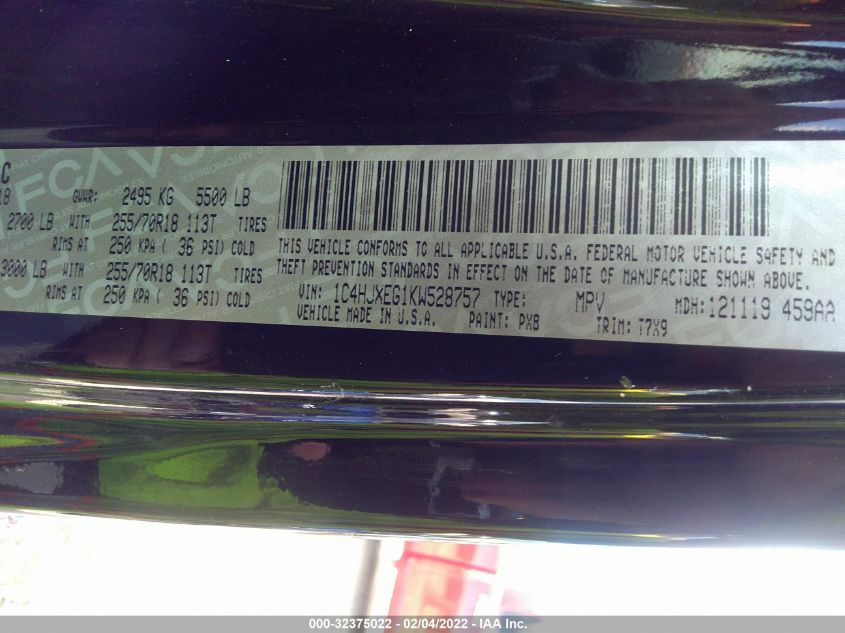 C
18 GVWR: 2495 KG 5500 LB
2700 LB WITH 255/70R18 113T TIRES
RIMS AT 250 KPA ( 36 PSI) COLD
3000 LB WITH 255/70R18 113T TIRES
RIMS AT 250 KPA ( 36 PSI) COLD
THIS VEHICLE CONFORMS TO ALL APPLICABLE U.S.A. FEDERAL MOTOR VEHICLE SAFETY AND
THEFT PREVENTION STANDARDS IN EFFECT ON THE DATE OF MANUFACTURE SHOWN ABOVE.
VIN: 1C4HJXEG1KW528757 TYPE: MPV MDH: 121119 459AA
VEHICLE MADE IN U.S.A. PAINT: PX8 TRIM: T7X9
000-32375022 - 02/04/2022 - IAA Inc.